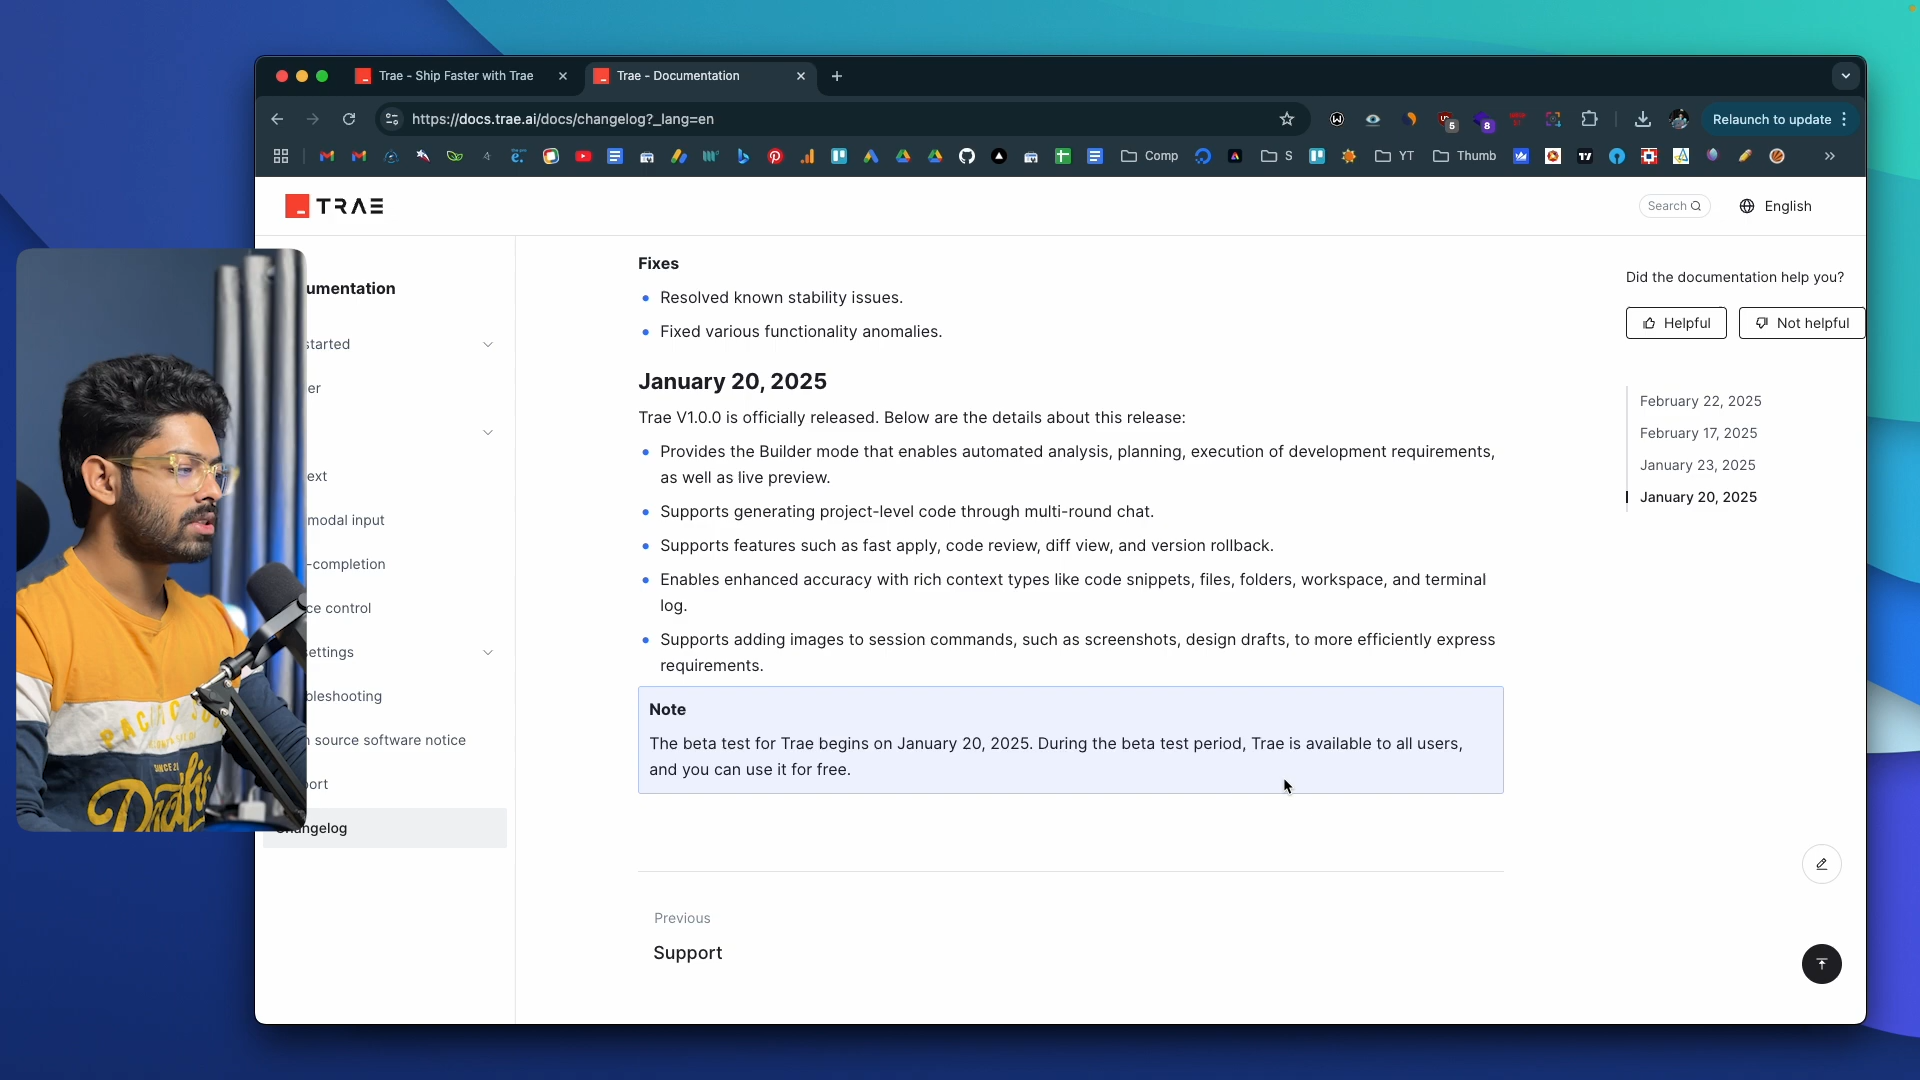 Trae - Ship Faster with Trae
Trae - Documentation
https://docs.trae.ai/docs/changelog?_lang=en
5
8
Relaunch to update
Comp
S
YT
Thumb
TRAE
Search
English
umentation
started
er
ext
modal input
-completion
ce control
settings
bleshooting
source software notice
port
Changelog
Fixes
Resolved known stability issues.
Fixed various functionality anomalies.
January 20, 2025
Trae V1.0.0 is officially released. Below are the details about this release:
Provides the Builder mode that enables automated analysis, planning, execution of development requirements,
as well as live preview.
Supports generating project-level code through multi-round chat.
Supports features such as fast apply, code review, diff view, and version rollback.
Enables enhanced accuracy with rich context types like code snippets, files, folders, workspace, and terminal
log.
Supports adding images to session commands, such as screenshots, design drafts, to more efficiently express
requirements.
Note
The beta test for Trae begins on January 20, 2025. During the beta test period, Trae is available to all users,
and you can use it for free.
Previous
Support
Did the documentation help you?
Helpful
Not helpful
February 22, 2025
February 17, 2025
January 23, 2025
January 20, 2025
SINCE 21